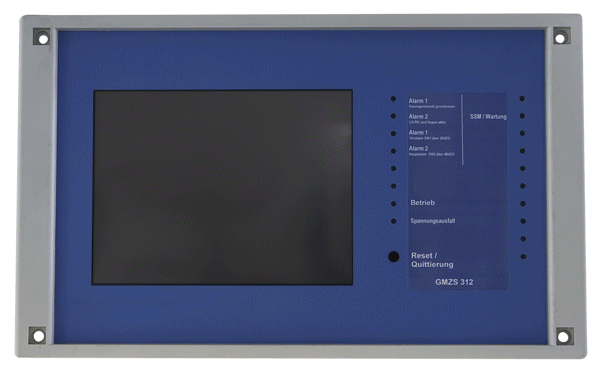 Alarm 1
Alarm 2
SSM / Wartung
Alarm 1
Alarm 2
Betrieb
Spannungsausfall
Reset /
Quittierung
GMZS 312